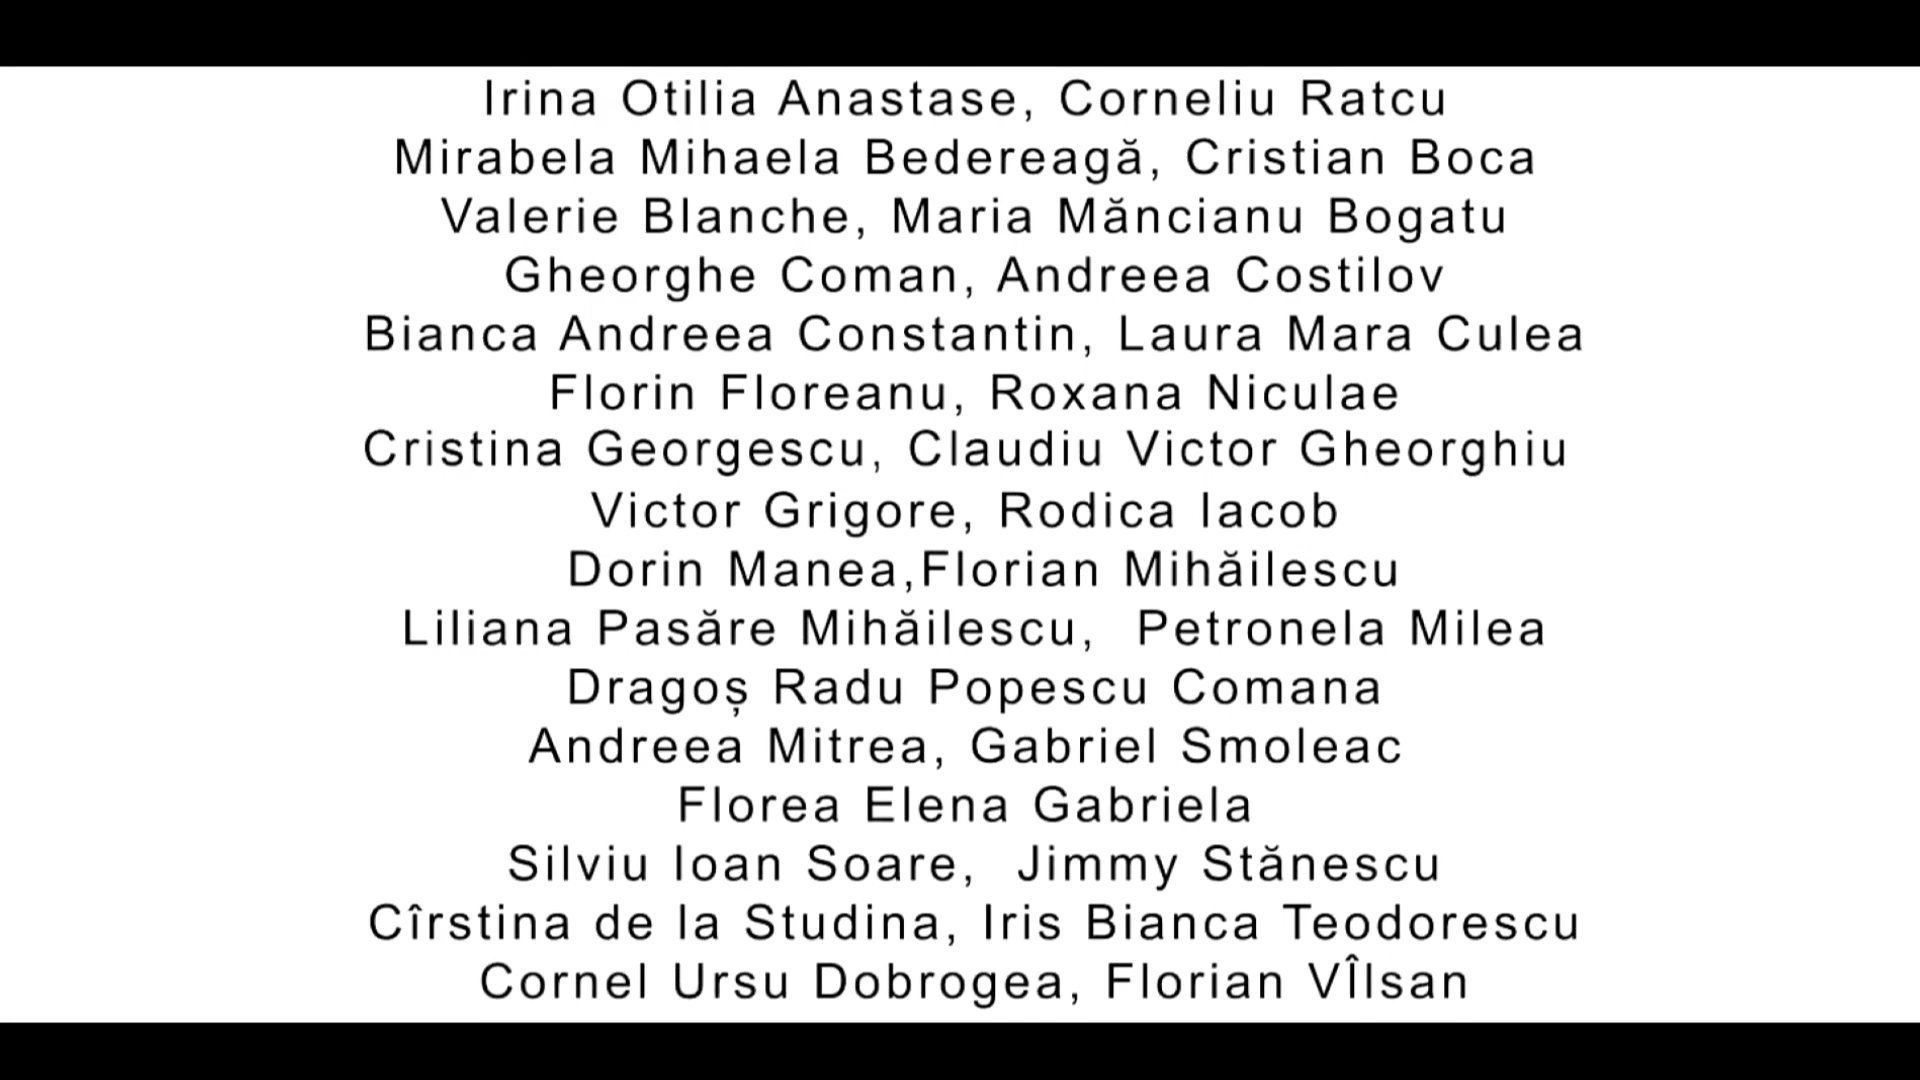 Irina Otilia Anastase, Corneliu Ratcu
Mirabela Mihaela Bedereagă, Cristian Boca
Valerie Blanche, Maria Măncianu Bogatu
Gheorghe Coman, Andreea Costilov
Bianca Andreea Constantin, Laura Mara Culea
Florin Floreanu, Roxana Niculae
Cristina Georgescu, Claudiu Victor Gheorghiu
Victor Grigore, Rodica Iacob
Dorin Manea,Florian Mihăilescu
Liliana Pasăre Mihăilescu,  Petronela Milea
Dragoș Radu Popescu Comana
Andreea Mitrea, Gabriel Smoleac
Florea Elena Gabriela
Silviu Ioan Soare,  Jimmy Stănescu
Cîrstina de la Studina, Iris Bianca Teodorescu
Cornel Ursu Dobrogea, Florian VÎlsan